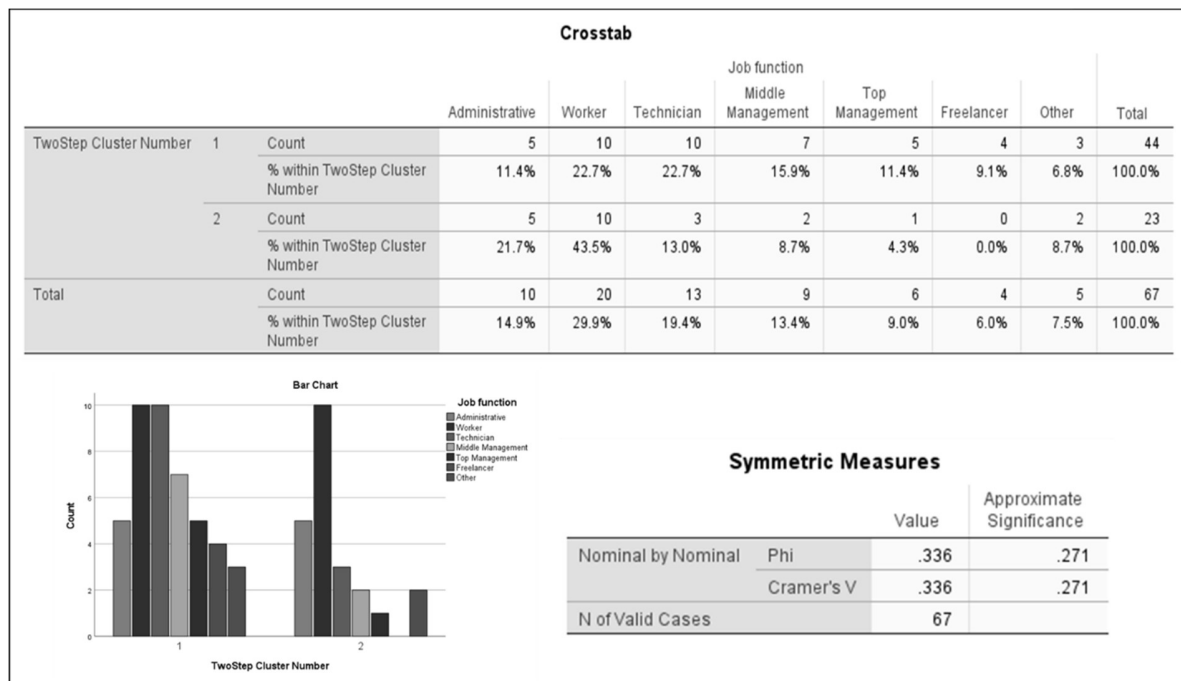 Crosstab
Job function
Administrative Worker Technician Middle Management Top Management Freelancer Other Total
TwoStep Cluster Number 1 Count 5 10 10 7 5 4 3 44
% within TwoStep Cluster Number 11.4% 22.7% 22.7% 15.9% 11.4% 9.1% 6.8% 100.0%
2 Count 5 10 3 2 1 0 2 23
% within TwoStep Cluster Number 21.7% 43.5% 13.0% 8.7% 4.3% 0.0% 8.7% 100.0%
Total Count 10 20 13 9 6 4 5 67
% within TwoStep Cluster Number 14.9% 29.9% 19.4% 13.4% 9.0% 6.0% 7.5% 100.0%
Bar Chart
Job function
Administrative
Worker
Technician
Middle Management
Top Management
Freelancer
Other
Count
10
8
6
4
2
0
1 2
TwoStep Cluster Number
Symmetric Measures
Value Approximate Significance
Nominal by Nominal Phi .336 .271
Cramer's V .336 .271
N of Valid Cases 67